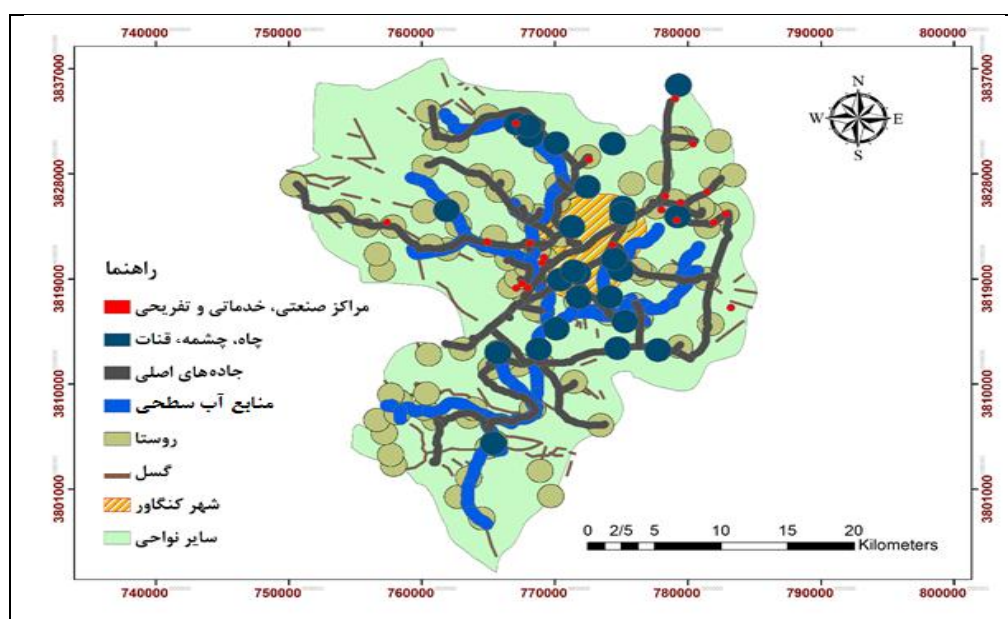 740000 750000 760000 770000 780000 790000 800000
3837000 3837000
3828000 3828000
3819000 3819000
3810000 3810000
3801000 3801000
N
W E
S
راهنما
مراکز صنعتی، خدماتی و تفریحی
چاه، چشمه، قنات
جاده‌های اصلی
منابع آب سطحی
روستا
گسل
شهر کنگاور
سایر نواحی
0 2/5 5 10 15 20
Kilometers
740000 750000 760000 770000 780000 790000 800000